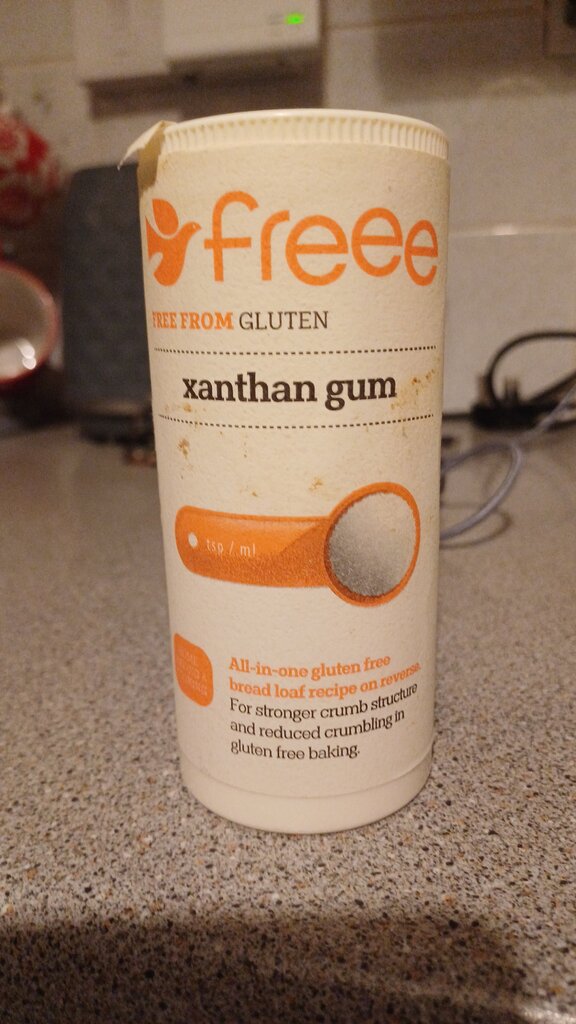 freee
FREE FROM GLUTEN
xanthan gum
tsp / ml
All-in-one gluten free
bread loaf recipe on reverse.
For stronger crumb structure
and reduced crumbling in
gluten free baking.